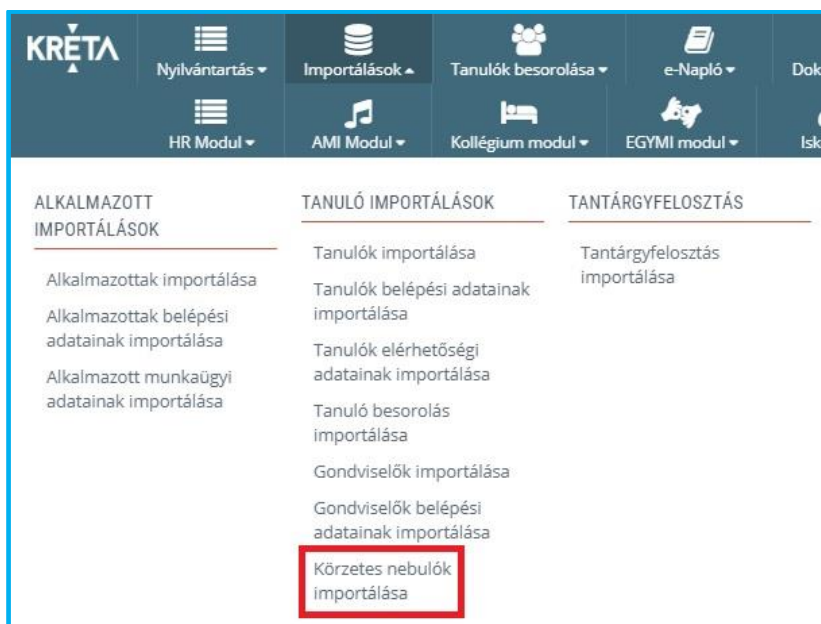 KRÉTA
Nyilvántartás
Importálások
Tanulók besorolása
e-Napló
Dok
HR Modul
AMI Modul
Kollégium modul
EGYMI modul
Isk
ALKALMAZOTT
IMPORTÁLÁSOK
Alkalmazottak importálása
Alkalmazottak belépési
adatainak importálása
Alkalmazott munkaügyi
adatainak importálása
TANULÓ IMPORTÁLÁSOK
Tanulók importálása
Tanulók belépési adatainak
importálása
Tanulók elérhetőségi
adatainak importálása
Tanuló besorolás
importálása
Gondviselők importálása
Gondviselők belépési
adatainak importálása
Körzetes nebulók
importálása
TANTÁRGYFELOSZTÁS
Tantárgyfelosztás
importálása